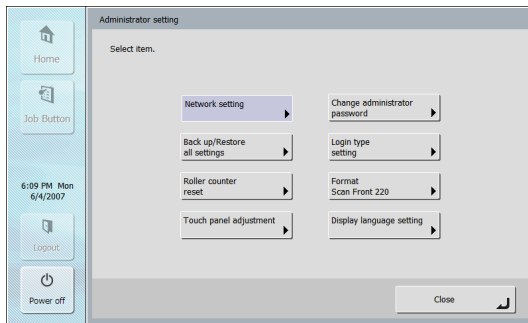 Administrator setting
Home
Select item.
Job Button
Network setting
Change administrator
password
Back up/Restore
all settings
Login type
setting
Roller counter
reset
Format
Scan Front 220
6:09 PM Mon
6/4/2007
Touch panel adjustment
Display language setting
Logout
Power off
Close